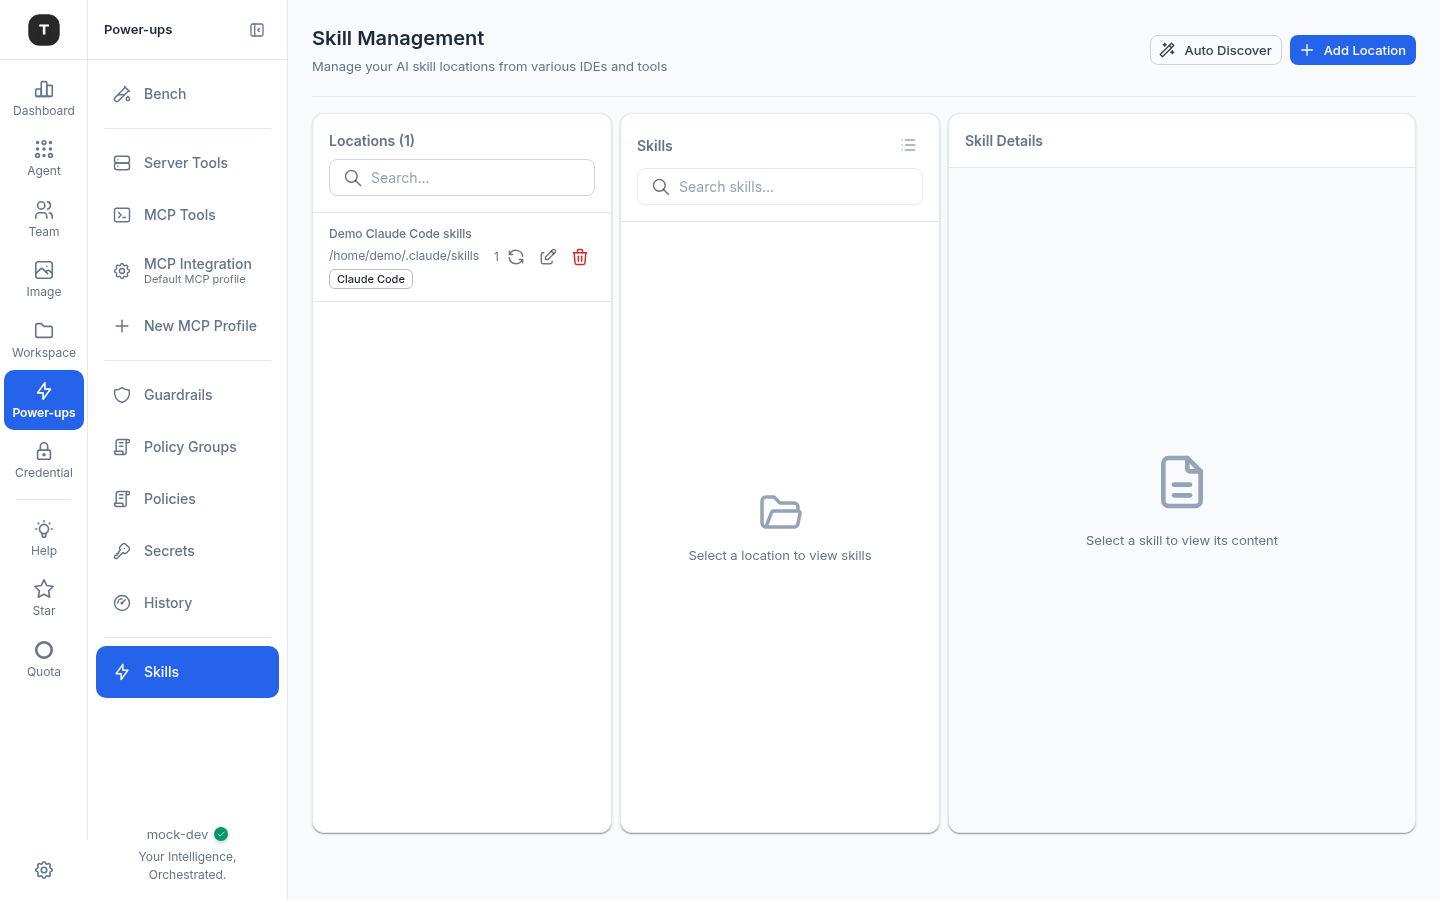 T
Power-ups
Dashboard
Agent
Team
Image
Workspace
Power-ups
Credential
Help
Star
Quota
Bench
Server Tools
MCP Tools
MCP Integration
Default MCP profile
New MCP Profile
Guardrails
Policy Groups
Policies
Secrets
History
Skills
mock-dev
Your Intelligence,
Orchestrated.
Skill Management
Manage your AI skill locations from various IDEs and tools
Auto Discover
Add Location
Locations (1)
Search...
Demo Claude Code skills
/home/demo/.claude/skills 1
Claude Code
Skills
Search skills...
Select a location to view skills
Skill Details
Select a skill to view its content